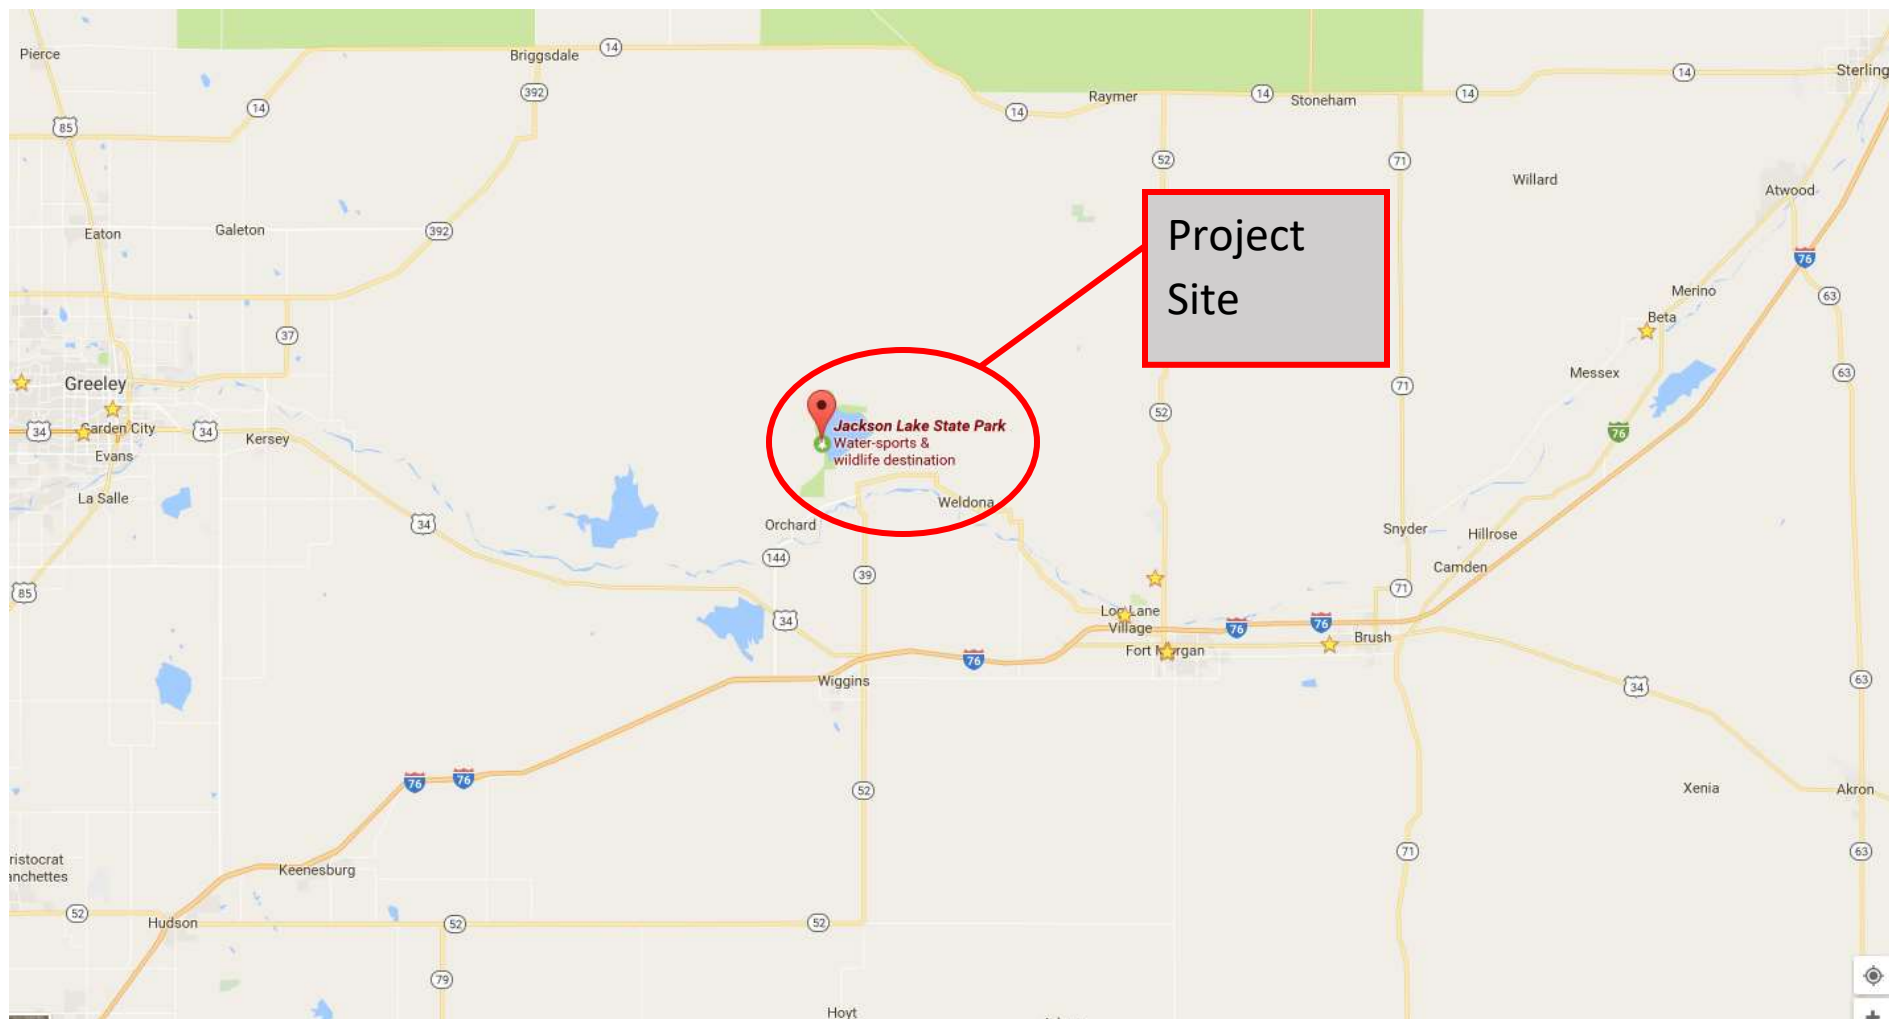 Pierce
Briggsdale
14
14
Sterling
392
14
14
14
Raymer
Stoneham
14
85
52
71
Willard
Atwood
Eaton
Galeton
392
Project
Site
76
Merino
63
Beta
37
Greeley
71
Messex
63
52
Jackson Lake State Park
Water-sports &
wildlife destination
34
Garden City
34
Kersey
76
Evans
La Salle
Weldona
34
Orchard
Snyder
Hillrose
144
39
Camden
85
71
34
Log Lane
Village
76
76
Brush
Fort Morgan
76
Wiggins
34
63
76
76
52
Xenia
Akron
ristocrat
anchettes
Keenesburg
71
63
52
Hudson
52
52
79
Hoyt